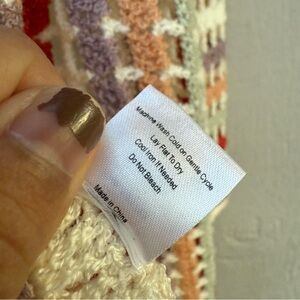 Machine Wash Cold on Gentle Cycle
Lay Flat To Dry
Cool Iron If Needed
Do Not Bleach
Made in China